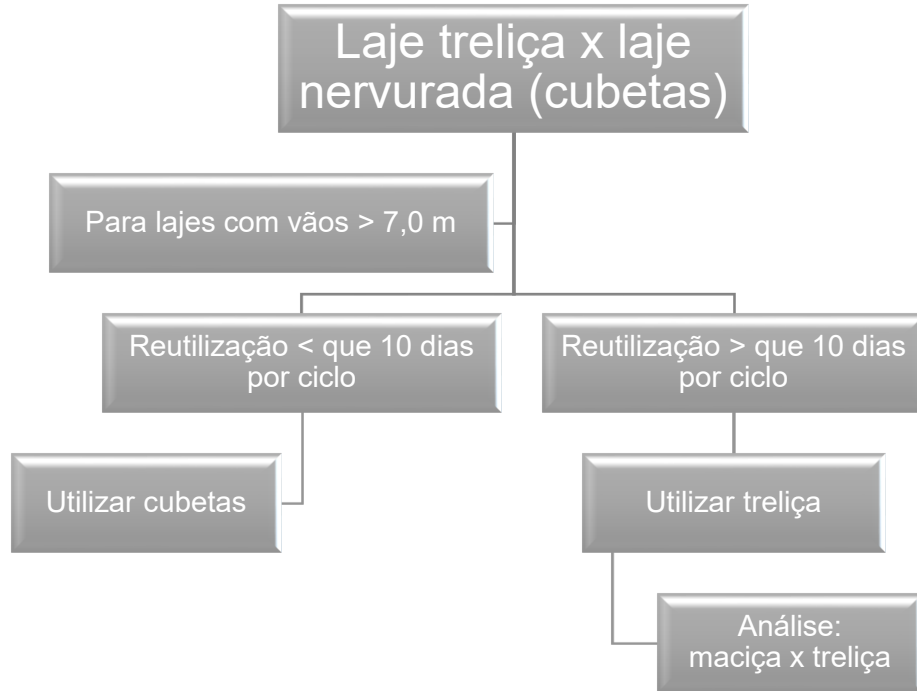 Laje treliça x laje
nervurada (cubetas)
Para lajes com vãos > 7,0 m
Reutilização < que 10 dias
por ciclo
Reutilização > que 10 dias
por ciclo
Utilizar cubetas
Utilizar treliça
Análise:
maciça x treliça